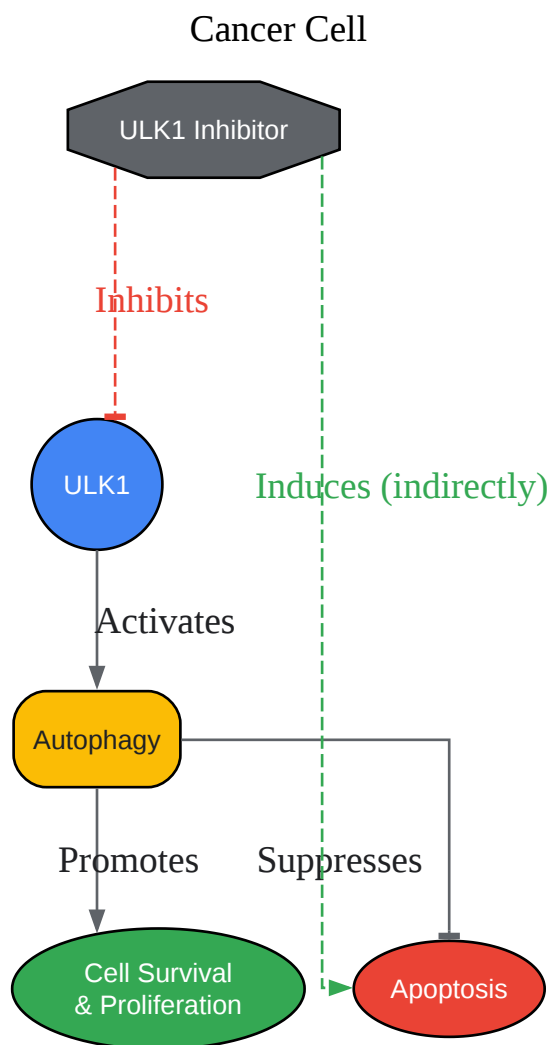 Cancer Cell
ULK1 Inhibitor
Inhibits
ULK1
Induces (indirectly)
Activates
Autophagy
Promotes
Suppresses
Cell Survival
& Proliferation
Apoptosis